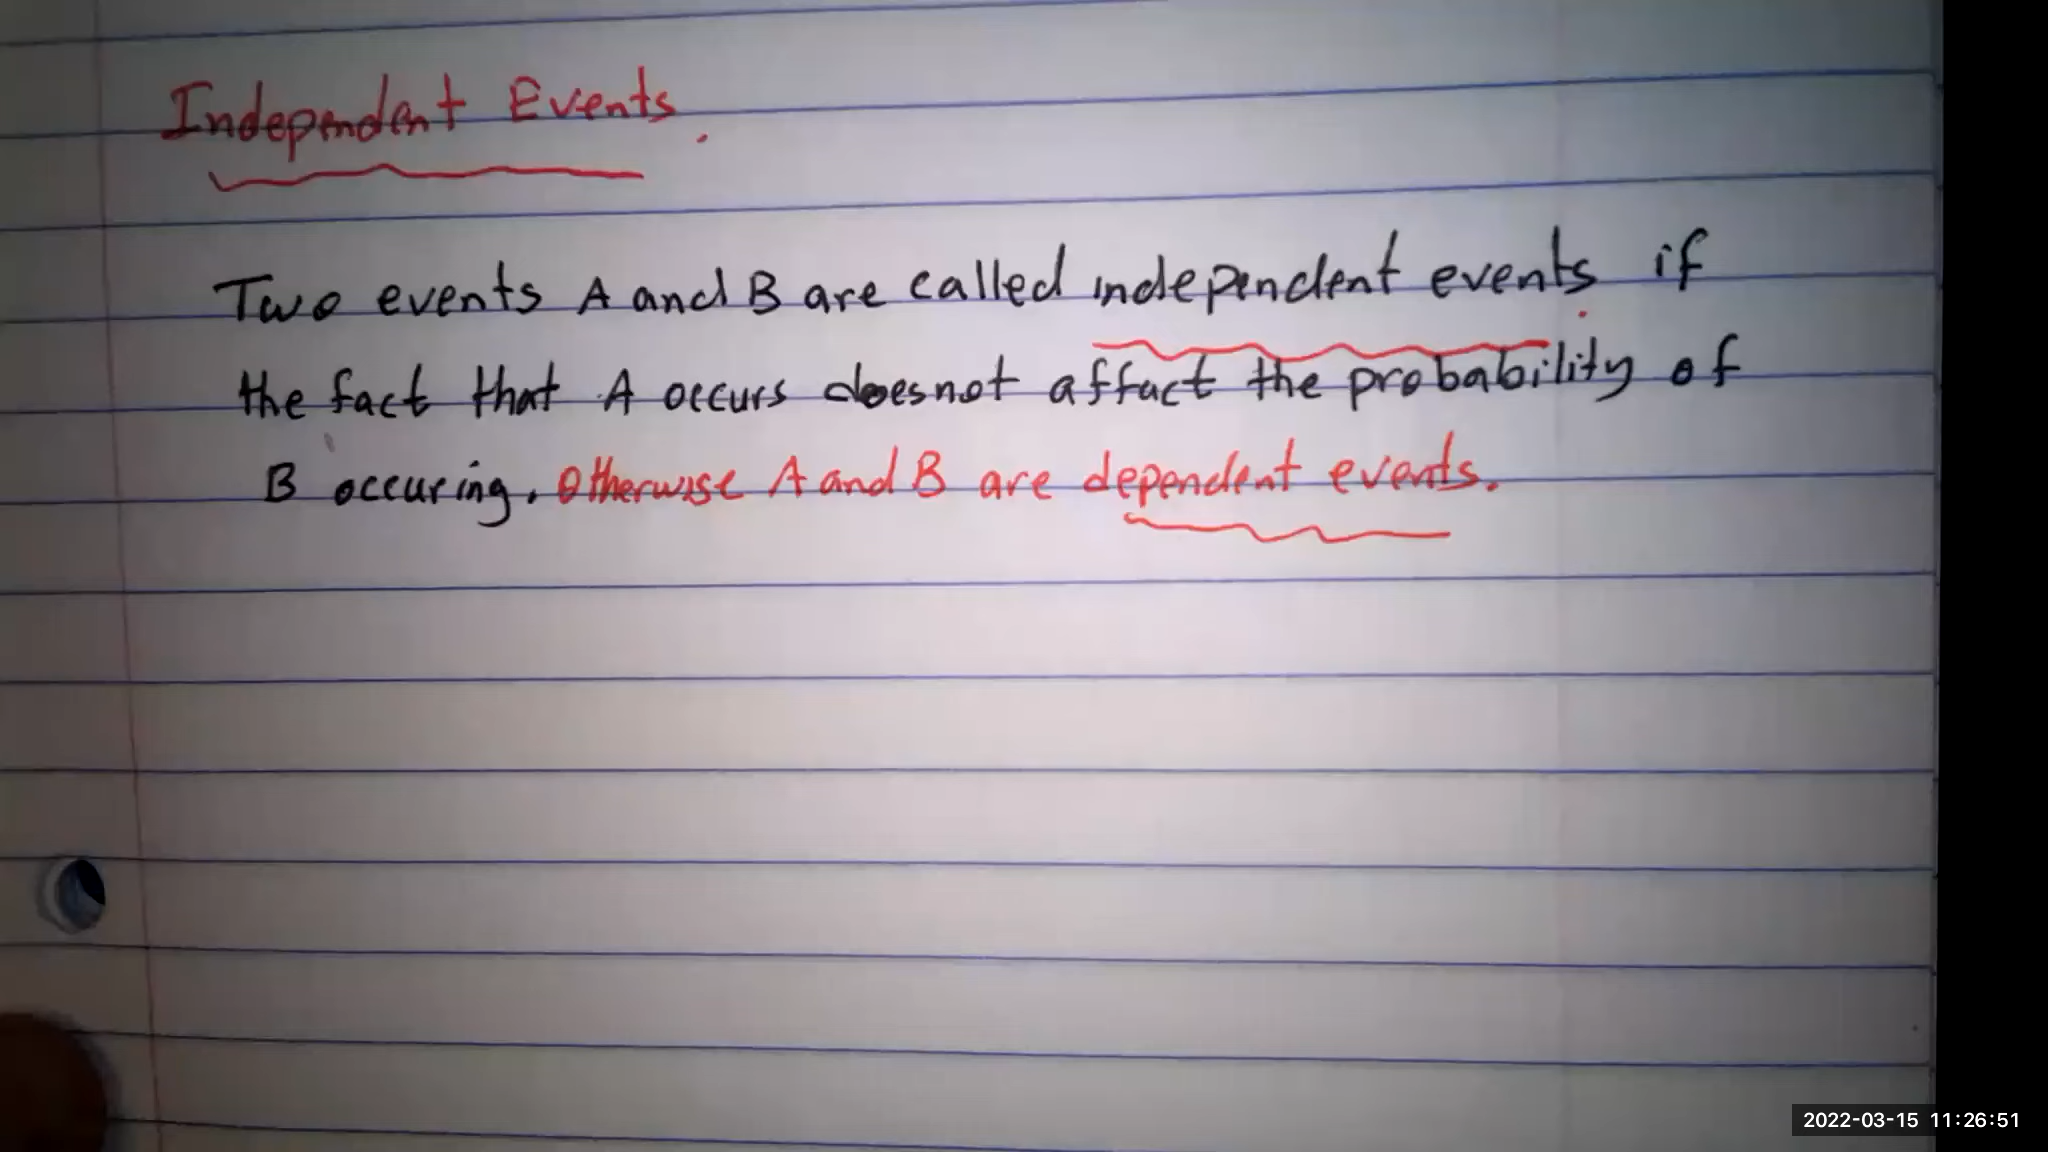 Independent Events.
Two events A and B are called independent events if
the fact that A occurs doesnot affact the probability of
B occuring. Otherwise A and B are dependent events.
2022-03-15 11:26:51